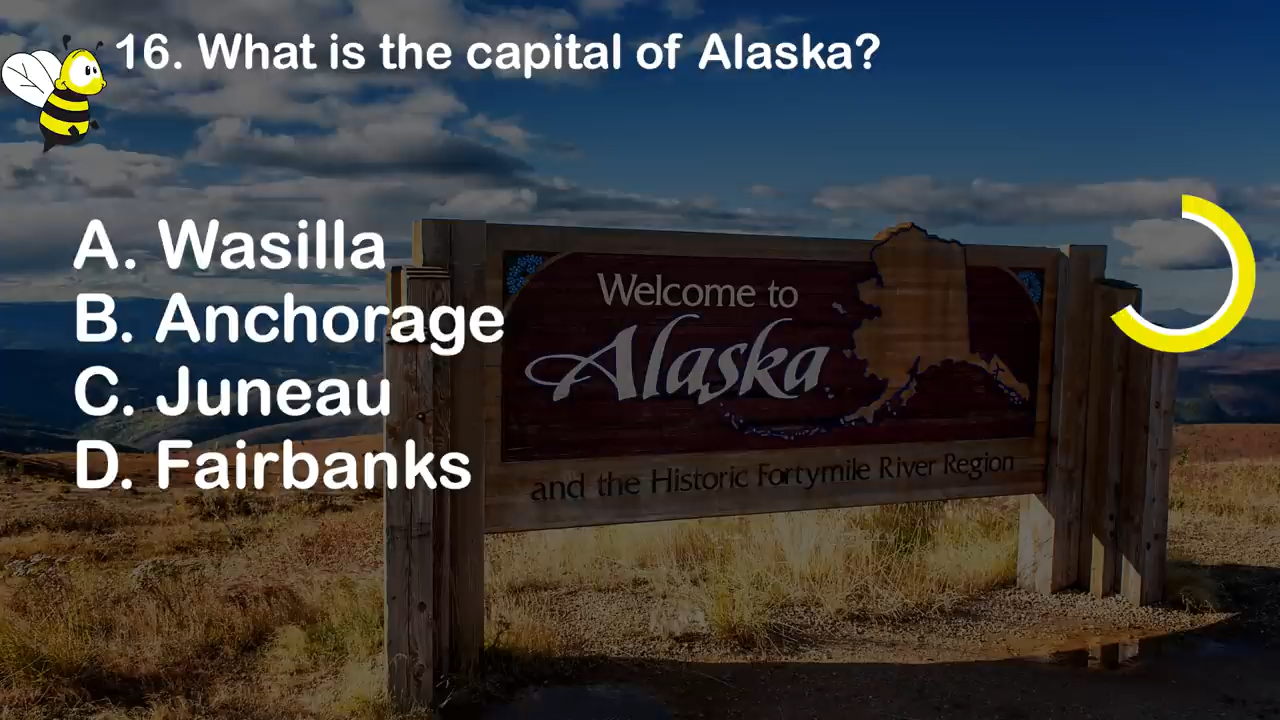 16. What is the capital of Alaska?
A. Wasilla
B. Anchorage
C. Juneau
D. Fairbanks
Welcome to
Alaska
and the Historic Fortymile River Region